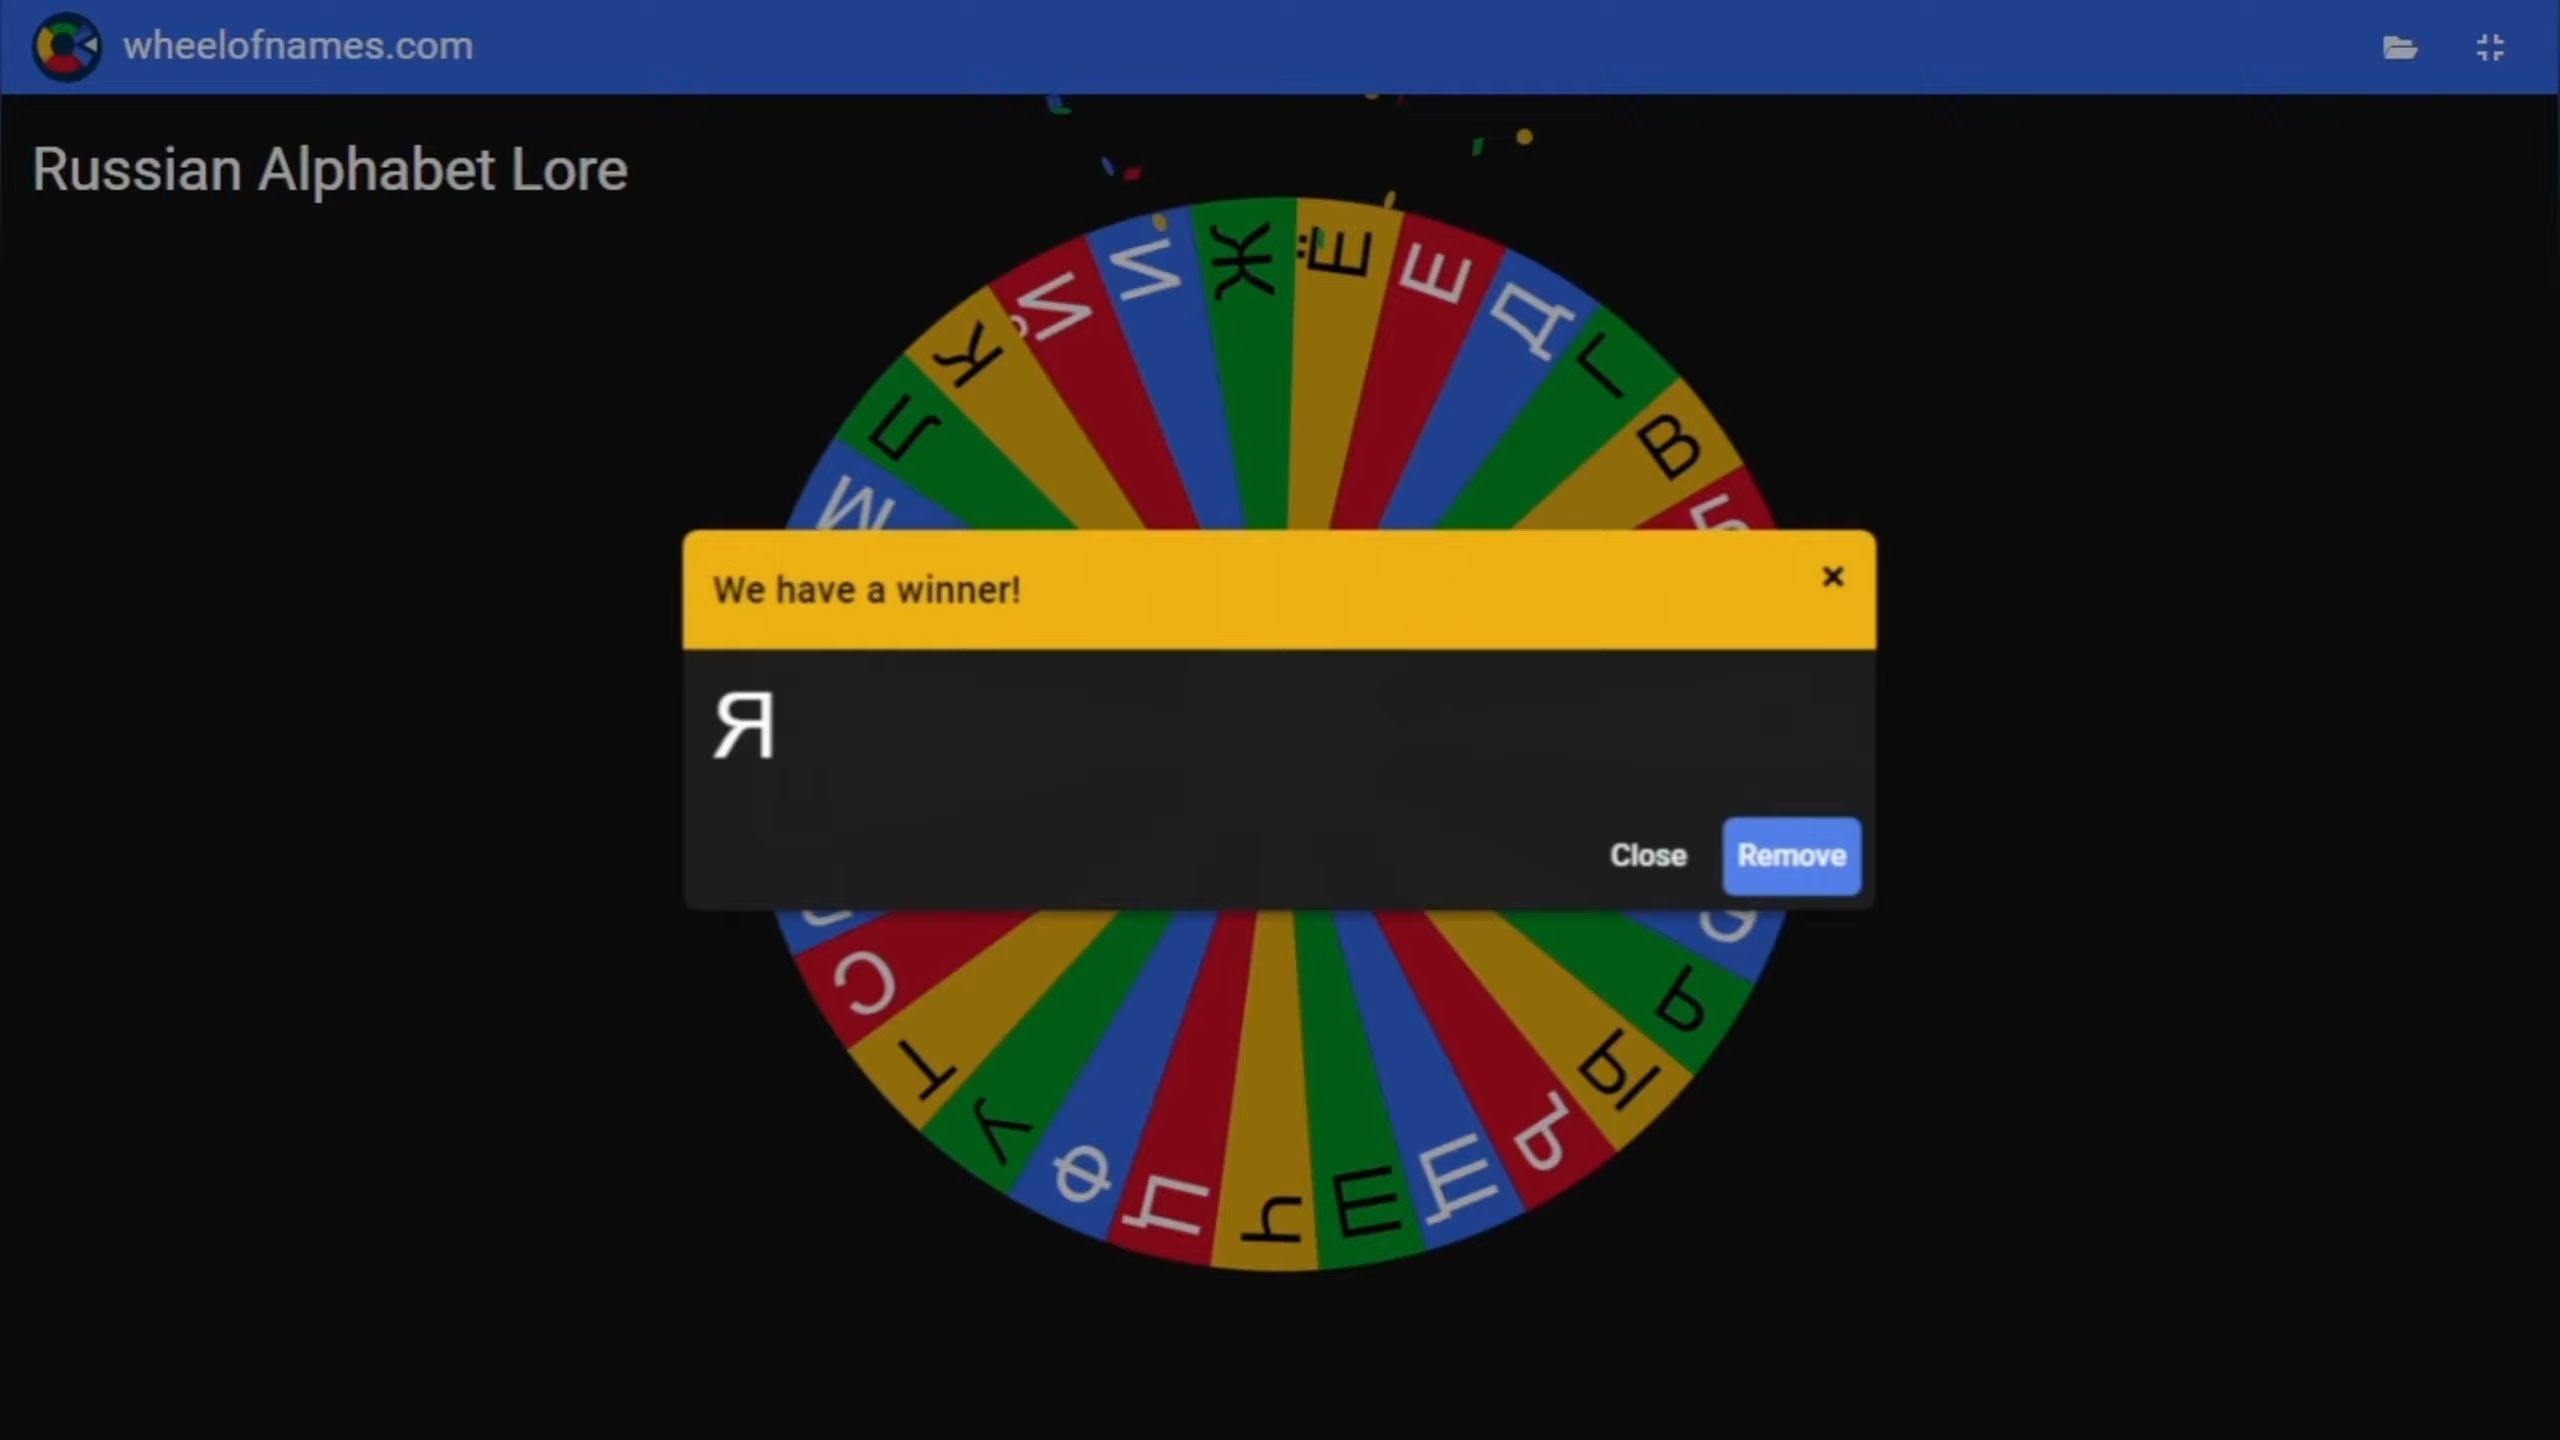 wheelofnames.com
Russian Alphabet Lore
Ж
Ё
Е
Д
Г
В
И
Й
К
Л
М
We have a winner!
Я
Close
Remove
С
Т
У
Ф
Ц
Ч
Ш
Щ
Ъ
Ы
Ь